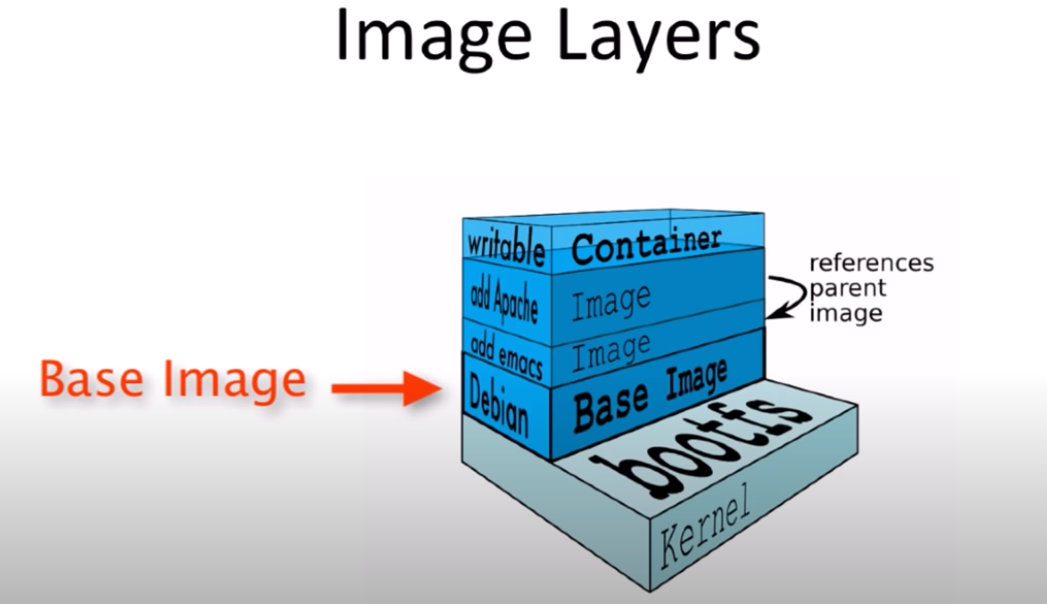 Image Layers
writable Container
add Apache Image
references
parent
image
add emacs Image
Base Image
Debian Base Image
bootfs
Kernel